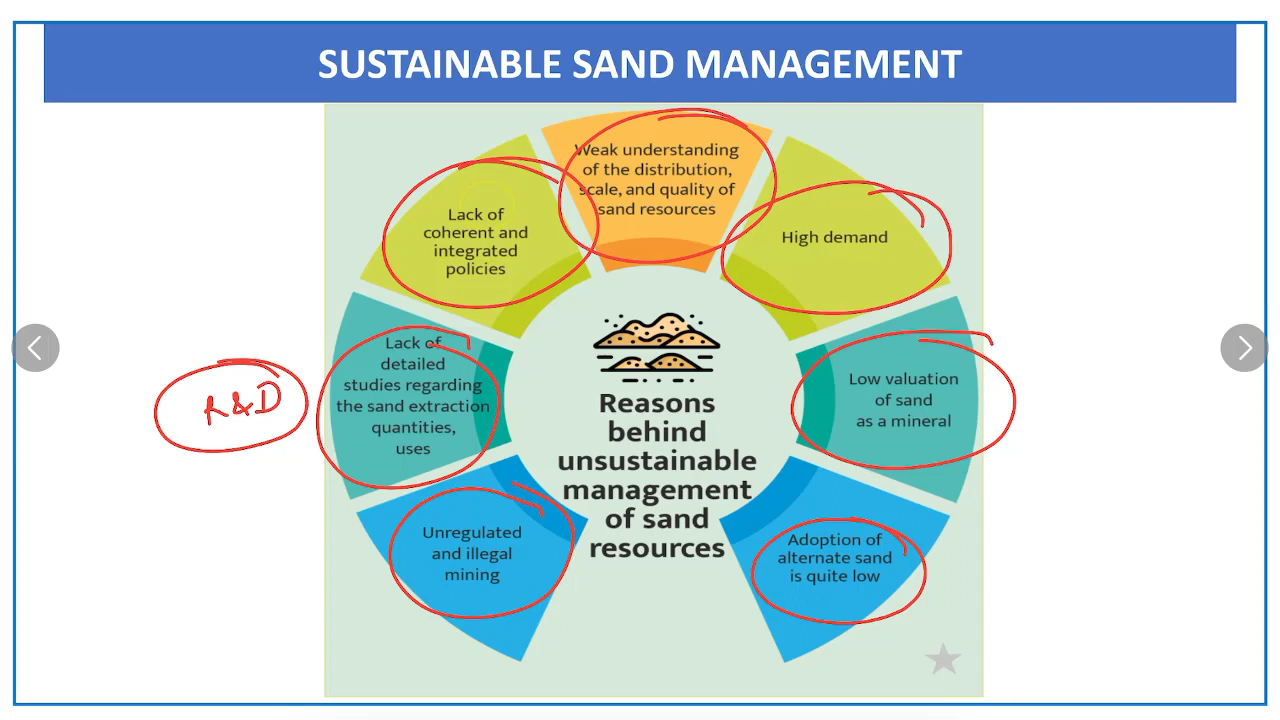 SUSTAINABLE SAND MANAGEMENT
Weak understanding
of the distribution,
scale, and quality of
sand resources
Lack of
coherent and
integrated
policies
High demand
Lack of
detailed
studies regarding
the sand extraction
quantities,
uses
R&D
Low valuation
of sand
as a mineral
Reasons
behind
unsustainable
management
of sand
resources
Unregulated
and illegal
mining
Adoption of
alternate sand
is quite low